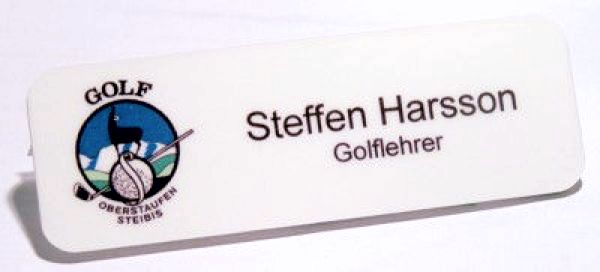 GOLF
OBERSTAUFEN
STEIBIS
Steffen Harsson
Golflehrer